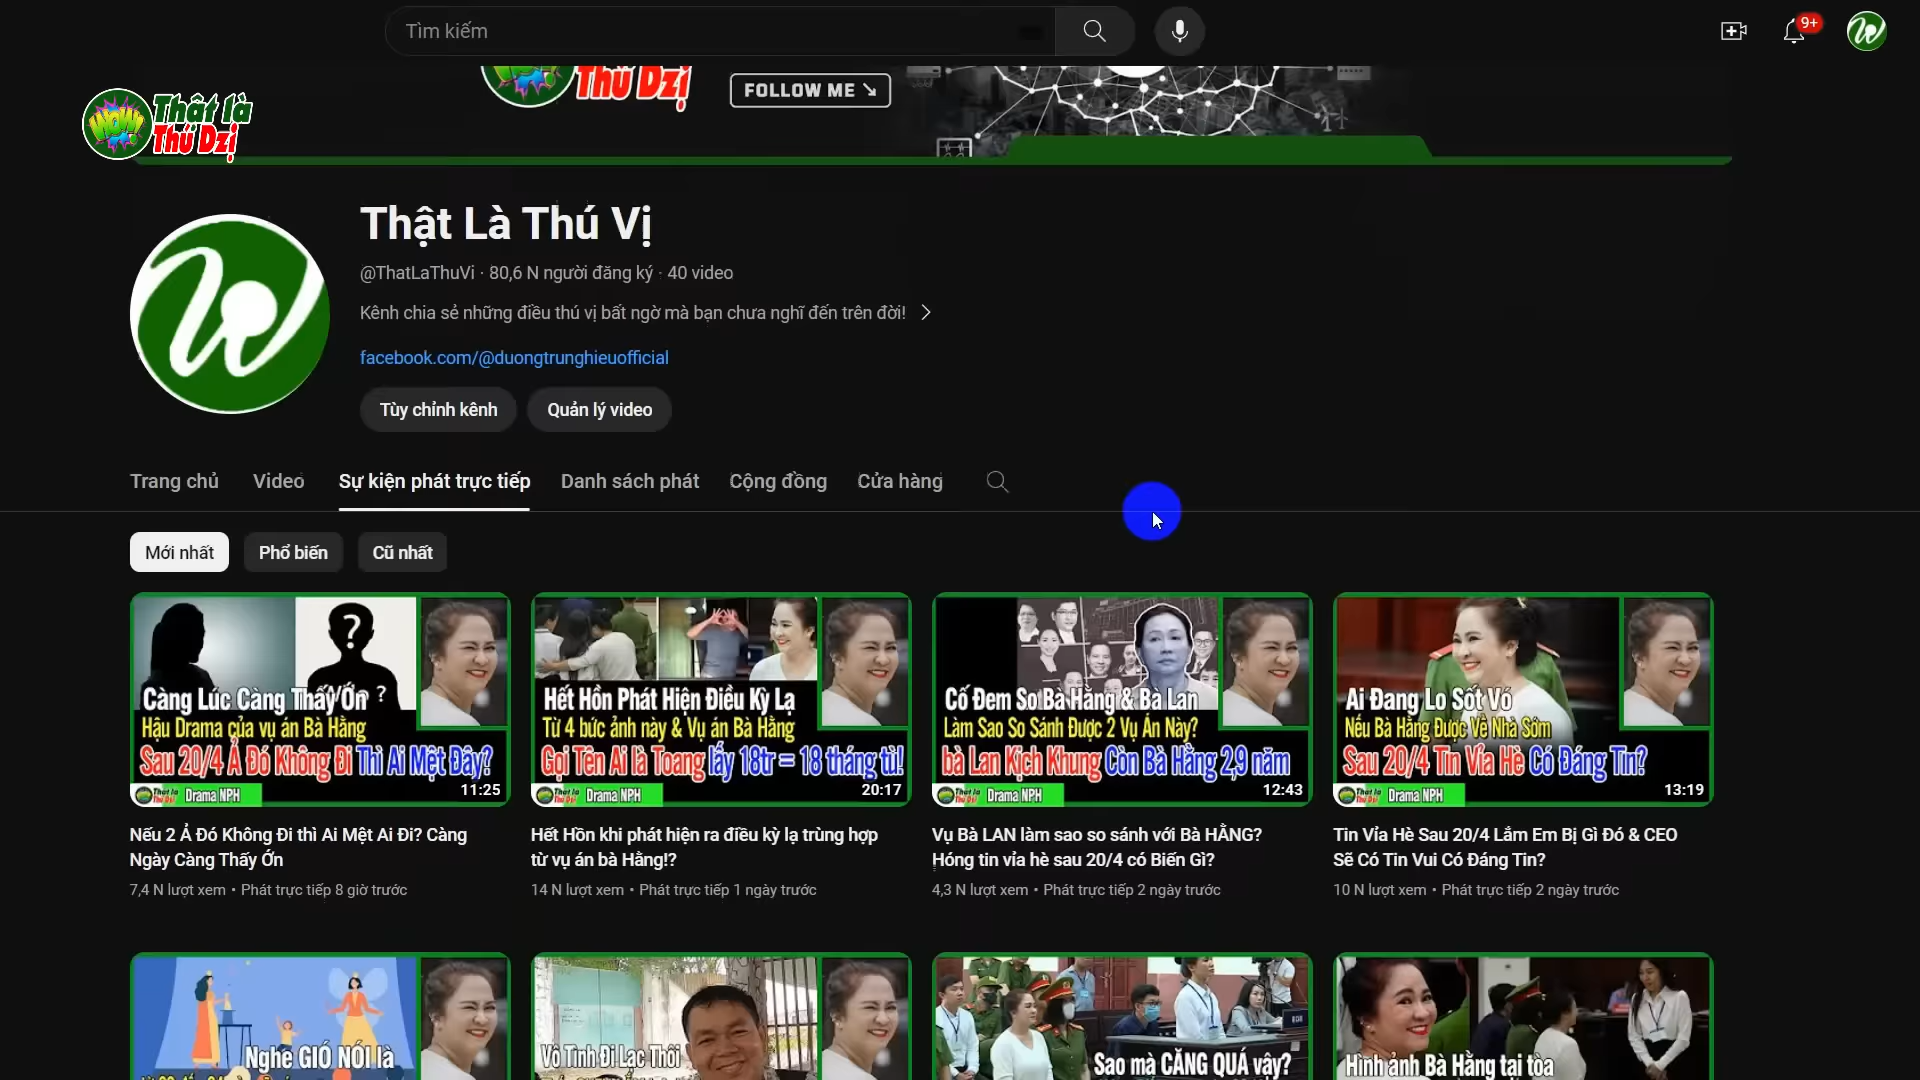 Tìm kiếm
9+
Thú Dzị
FOLLOW ME ↘
WOW!
Thật là
Thú Dzị
Thật Là Thú Vị
@ThatLaThuVi · 80,6 N người đăng ký · 40 video
Kênh chia sẻ những điều thú vị bất ngờ mà bạn chưa nghĩ đến trên đời!
facebook.com/@duongtrunghieuofficial
Tùy chỉnh kênh
Quản lý video
Trang chủ
Video
Sự kiện phát trực tiếp
Danh sách phát
Cộng đồng
Cửa hàng
Mới nhất
Phổ biến
Cũ nhất
?
Càng Lúc Càng Thấy Ớn ?
Hậu Drama của vụ án Bà Hằng
Sau 20/4 Ả Đó Không Đi Thì Ai Mệt Đây?
Drama NPH
11:25
Hết Hồn Phát Hiện Điều Kỳ Lạ
Từ 4 bức ảnh này & Vụ án Bà Hằng
Gọi Tên Ai là Toang lấy 18tr = 18 tháng tù!
Drama NPH
20:17
Cố Đem So Bà Hằng & Bà Lan
Làm Sao So Sánh Được 2 Vụ Án Này?
bà Lan Kịch Khung Còn Bà Hằng 2,9 năm
Drama NPH
12:43
Ai Đang Lo Sốt Vó
Nếu Bà Hằng Được Về Nhà Sớm
Sau 20/4 Tin Vỉa Hè Có Đáng Tin?
Drama NPH
13:19
Nếu 2 Ả Đó Không Đi thì Ai Mệt Ai Đi? Càng
Ngày Càng Thấy Ớn
7,4 N lượt xem • Phát trực tiếp 8 giờ trước
Hết Hồn khi phát hiện ra điều kỳ lạ trùng hợp
từ vụ án bà Hằng!?
14 N lượt xem • Phát trực tiếp 1 ngày trước
Vụ Bà LAN làm sao so sánh với Bà HẰNG?
Hóng tin vỉa hè sau 20/4 có Biến Gì?
4,3 N lượt xem • Phát trực tiếp 2 ngày trước
Tin Vỉa Hè Sau 20/4 Lắm Em Bị Gì Đó & CEO
Sẽ Có Tin Vui Có Đáng Tin?
10 N lượt xem • Phát trực tiếp 2 ngày trước
Nghe GIÓ NÓI là
Vô Tình Đi Lạc Thôi
Sao mà CĂNG QUÁ vậy?
Hình ảnh Bà Hằng tại tòa